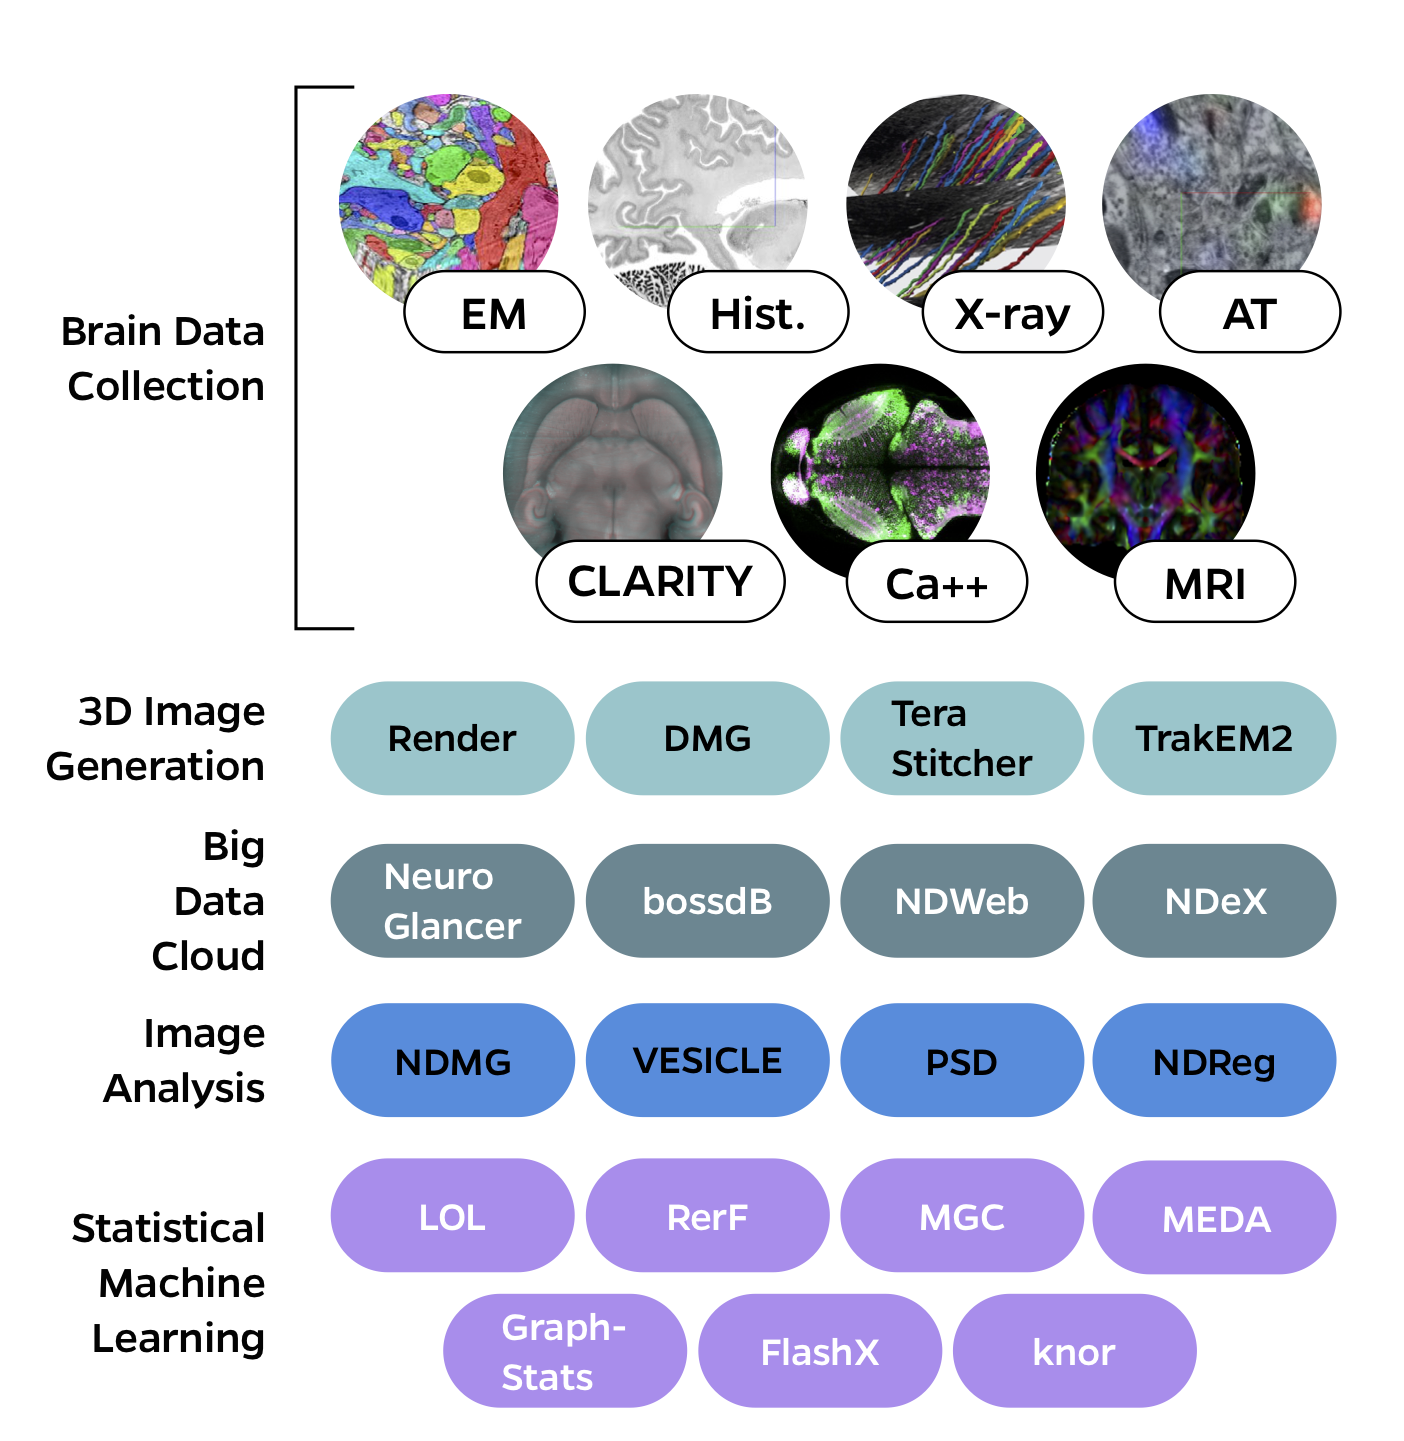 EM
Hist.
X-ray
AT
Brain Data
Collection
CLARITY
Ca++
MRI
3D Image
Generation
Render
DMG
Tera
Stitcher
TrakEM2
Big
Data
Cloud
Neuro
Glancer
bossdB
NDWeb
NDeX
Image
Analysis
NDMG
VESICLE
PSD
NDReg
Statistical
Machine
Learning
LOL
RerF
MGC
MEDA
Graph-
Stats
FlashX
knor